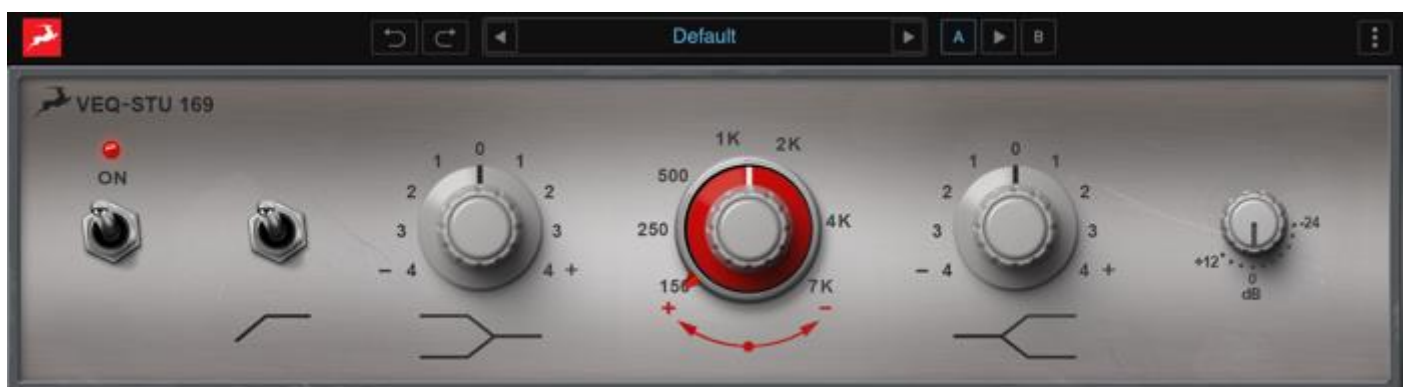 Default
A
B
VEQ-STU 169
ON
1 0 1
2 2
3 3
- 4 4 +
1K 2K
500
250 4K
150 7K
+ -
1 0 1
2 2
3 3
- 4 4 +
-24
+12
0
dB